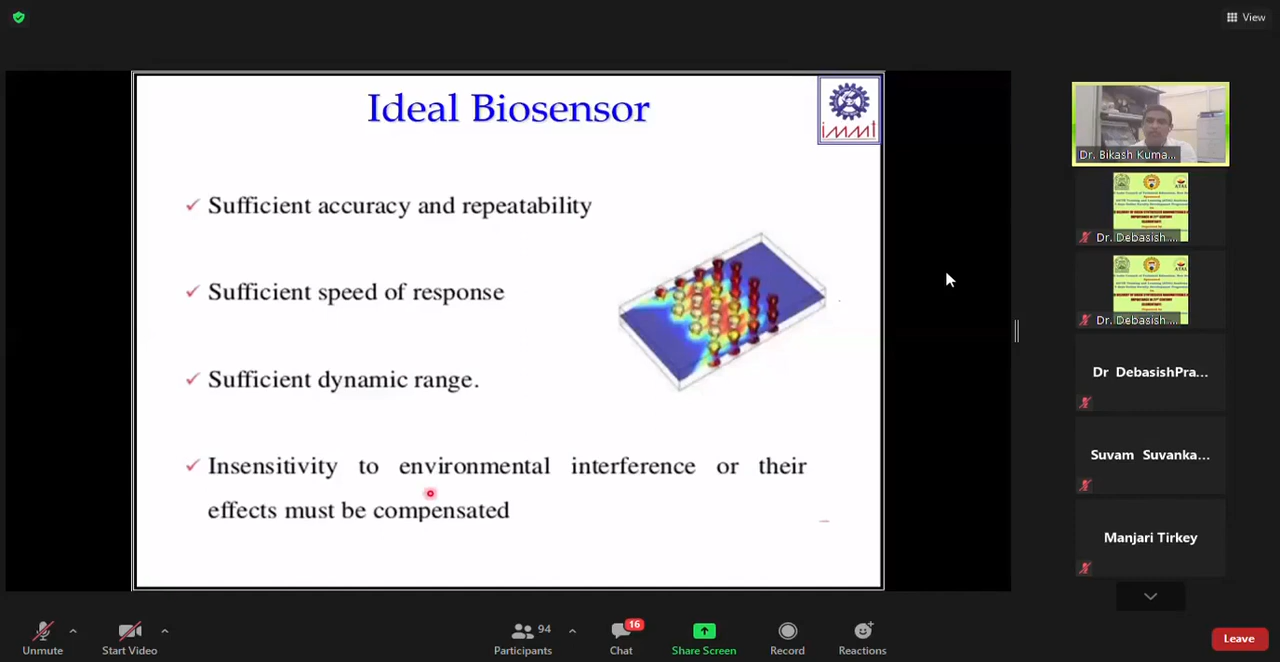 View
Ideal Biosensor
immt
Sufficient accuracy and repeatability
Sufficient speed of response
Sufficient dynamic range.
Insensitivity to environmental interference or their
effects must be compensated
Dr. Bikash Kuma...
Dr. Debasish ...
Dr. Debasish ...
Dr DebasishPra...
Suvam Suvanka...
Manjari Tirkey
Unmute
Start Video
94
Participants
16
Chat
Share Screen
Record
Reactions
Leave